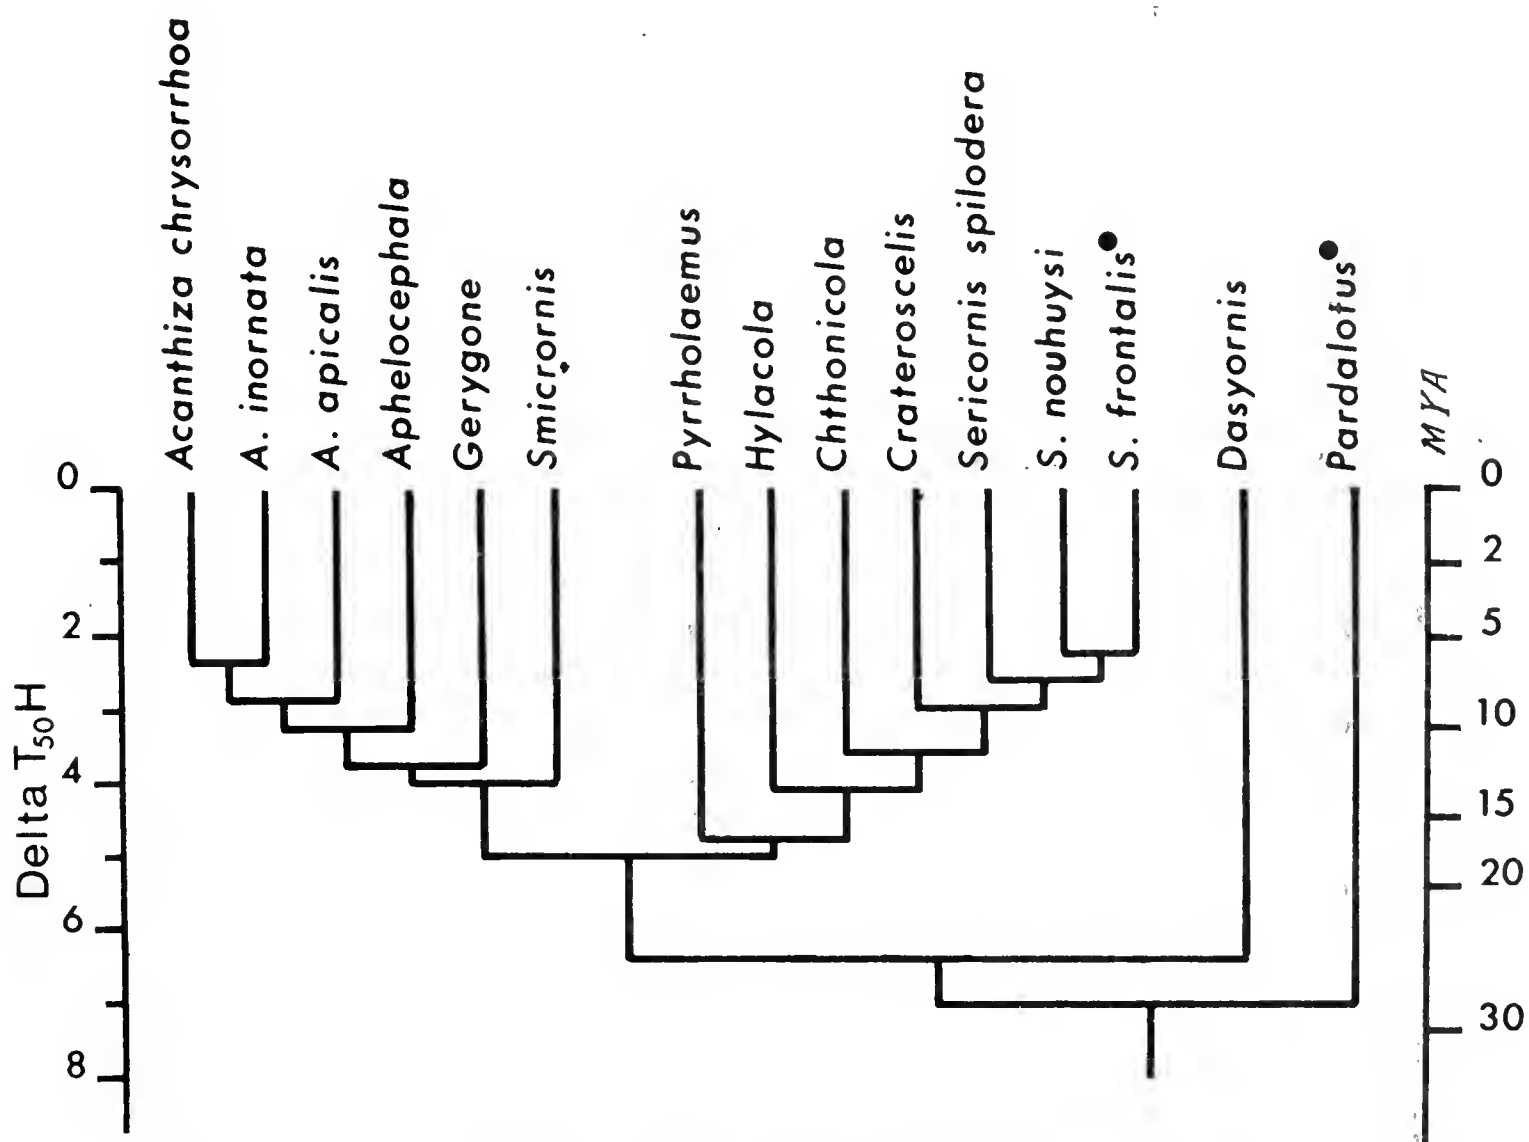 Acanthiza chrysorrhoa
A. inornata
A. apicalis
Aphelocephala
Gerygone
Smicrornis
Pyrrholaemus
Hylacola
Chthonicola
Crateroscelis
Sericornis spilodera
S. nouhuysi
S. frontalis●
Dasyornis
Pardalotus●
Delta T50H
0
2
4
6
8
MYA
0
2
5
10
15
20
30